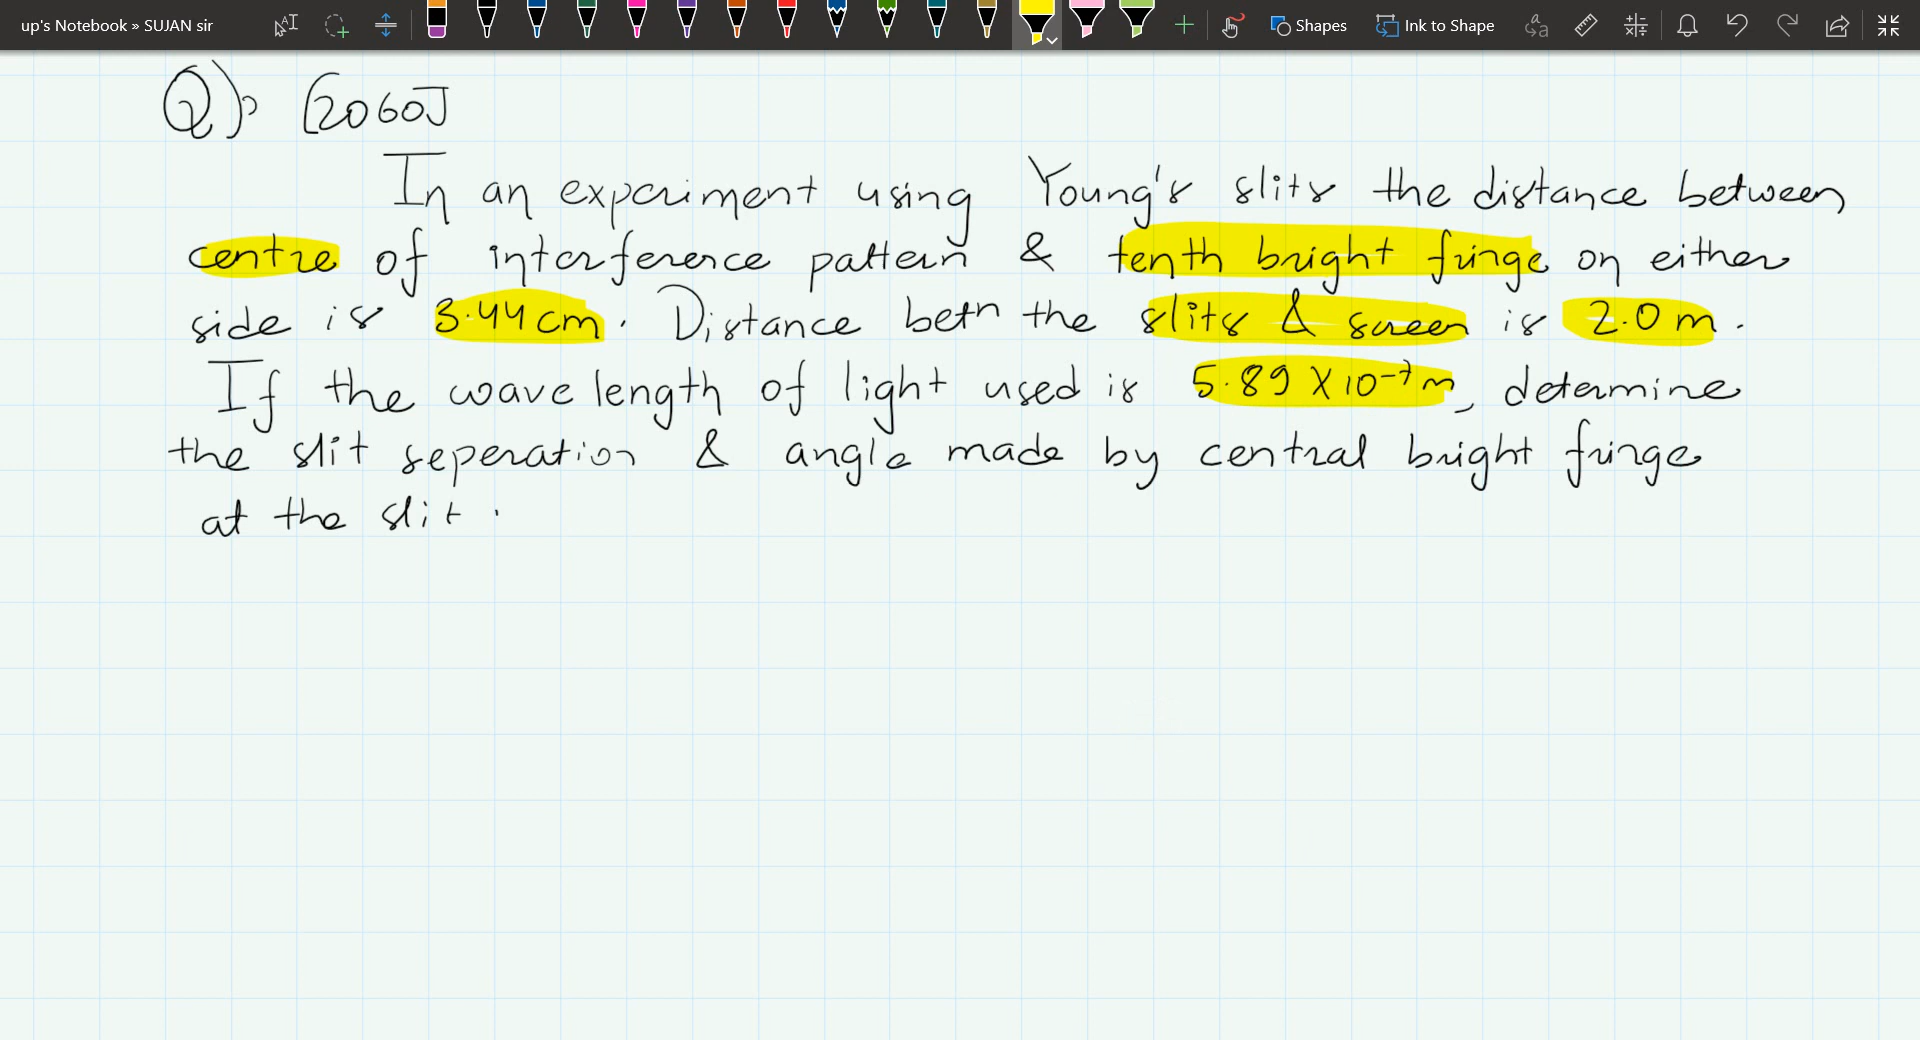 up's Notebook » SUJAN sir
Shapes
Ink to Shape
Q): [2060]
In an experiment using Young's slits the distance between
centre of interference pattern & tenth bright fringe on either
side is 3.44 cm. Distance betn the slits & screen is 2.0 m.
If the wavelength of light used is 5.89 X 10⁻⁷ m, determine
the slit seperation & angle made by central bright fringe
at the slit.